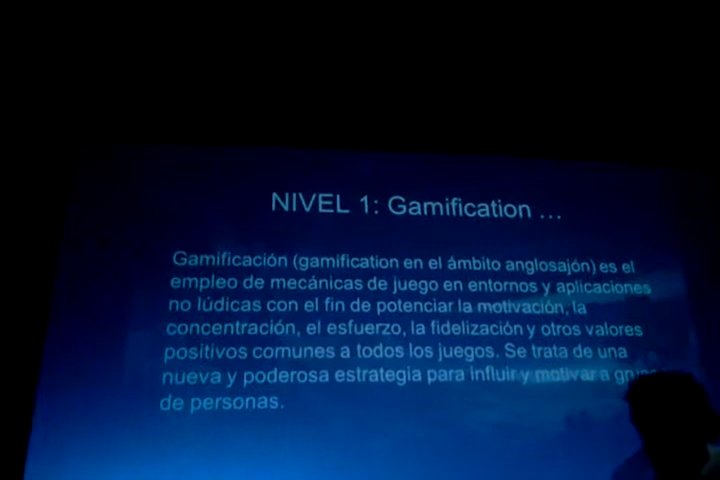 NIVEL 1: Gamification ...
Gamificación (gamification en el ámbito anglosajón) es el
empleo de mecánicas de juego en entornos y aplicaciones
no lúdicas con el fin de potenciar la motivación, la
concentración, el esfuerzo, la fidelización y otros valores
positivos comunes a todos los juegos. Se trata de una
nueva y poderosa estrategia para influir y motivar a
de personas.